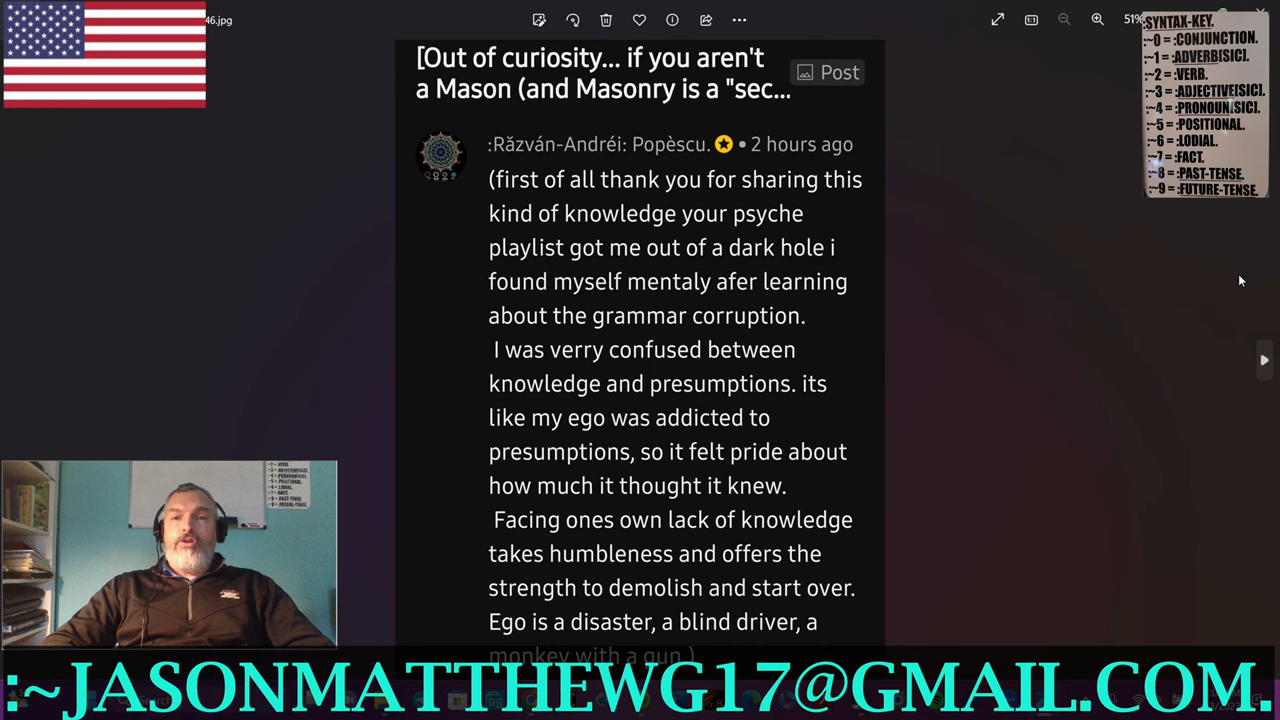 46.jpg
51%
[Out of curiosity... if you aren't
a Mason (and Masonry is a "sec...
Post
:Răzván-Andréi: Popèscu. • 2 hours ago
(first of all thank you for sharing this
kind of knowledge your psyche
playlist got me out of a dark hole i
found myself mentaly afer learning
about the grammar corruption.
I was verry confused between
knowledge and presumptions. its
like my ego was addicted to
presumptions, so it felt pride about
how much it thought it knew.
Facing ones own lack of knowledge
takes humbleness and offers the
strength to demolish and start over.
Ego is a disaster, a blind driver, a
monkey with a gun.)
:SYNTAX-KEY.
:~0 = :CONJUNCTION.
:~1 = :ADVERB[SIC].
:~2 = :VERB.
:~3 = :ADJECTIVE[SIC].
:~4 = :PRONOUN[SIC].
:~5 = :POSITIONAL.
:~6 = :LODIAL.
:~7 = :FACT.
:~8 = :PAST-TENSE.
:~9 = :FUTURE-TENSE.
:~JASONMATTHEWG17@GMAIL.COM.